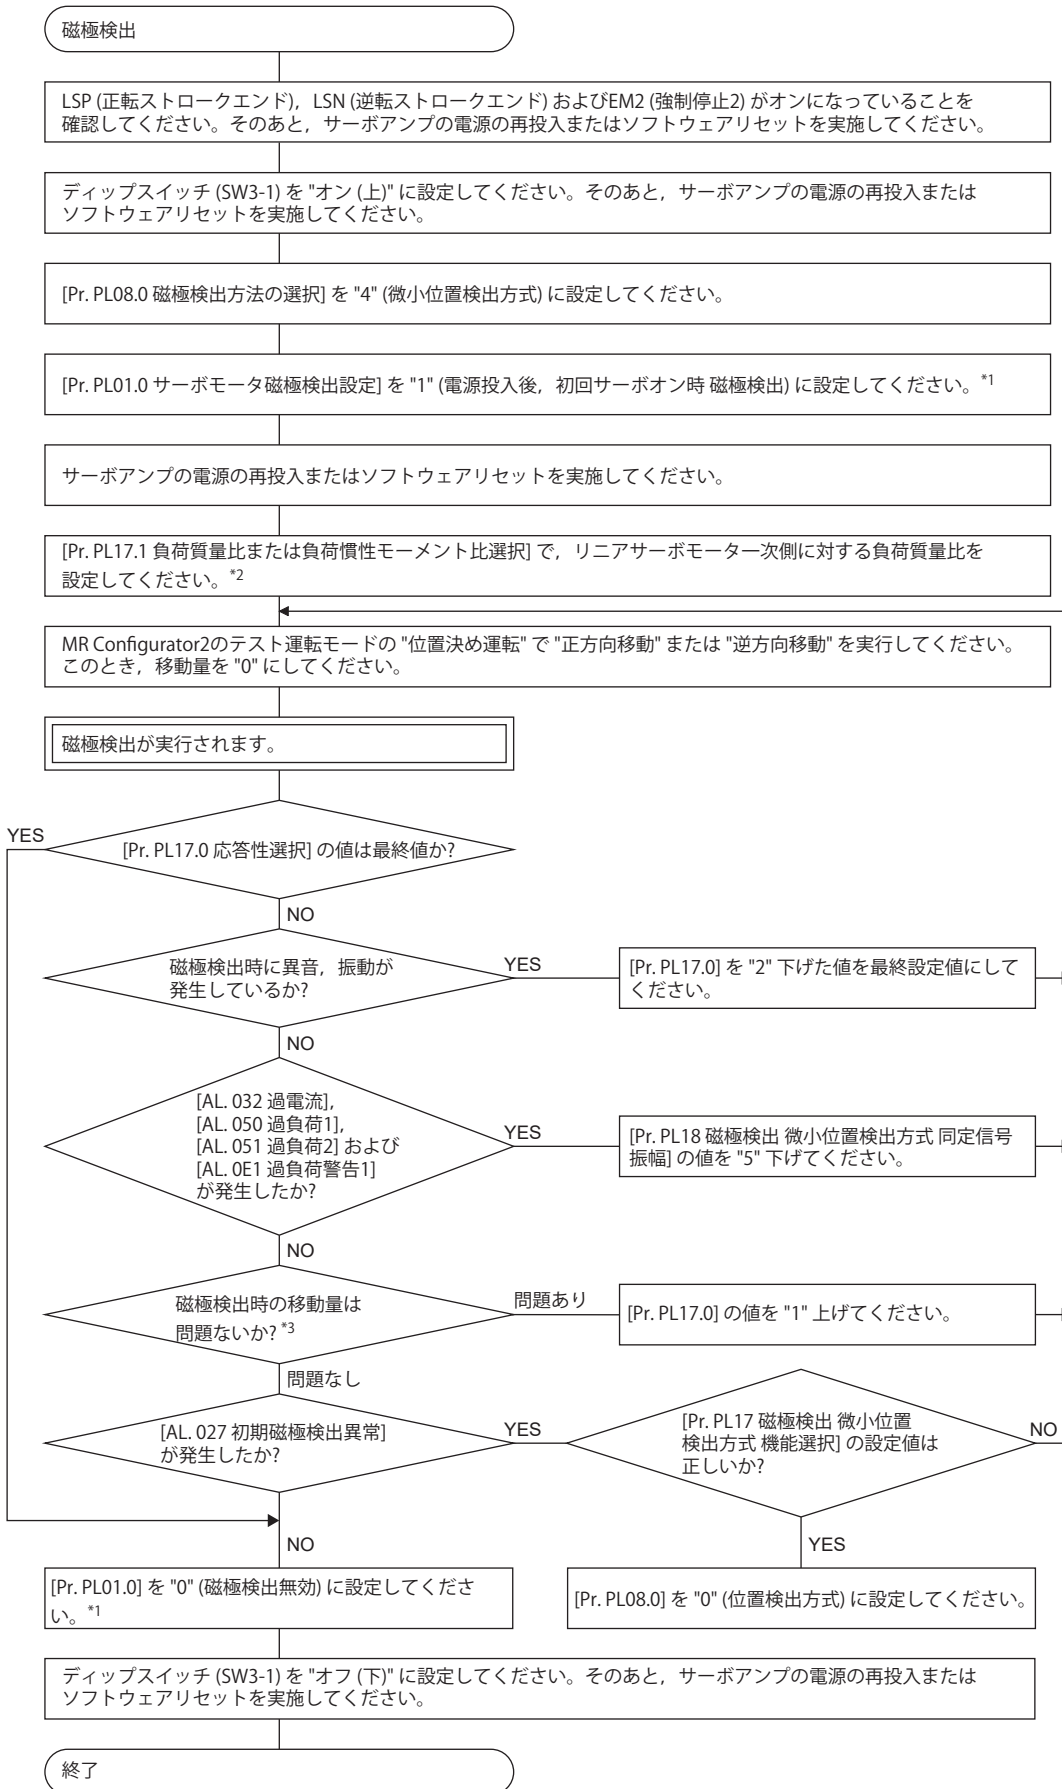 磁極検出
LSP (正転ストロークエンド), LSN (逆転ストロークエンド) およびEM2 (強制停止2) がオンになっていることを
確認してください。そのあと, サーボアンプの電源の再投入またはソフトウェアリセットを実施してください。
ディップスイッチ (SW3-1) を "オン (上)" に設定してください。そのあと, サーボアンプの電源の再投入または
ソフトウェアリセットを実施してください。
[Pr. PL08.0 磁極検出方法の選択] を "4" (微小位置検出方式) に設定してください。
[Pr. PL01.0 サーボモータ磁極検出設定] を "1" (電源投入後, 初回サーボオン時 磁極検出) に設定してください。*1
サーボアンプの電源の再投入またはソフトウェアリセットを実施してください。
[Pr. PL17.1 負荷質量比または負荷慣性モーメント比選択] で, リニアサーボモーター一次側に対する負荷質量比を
設定してください。*2
MR Configurator2のテスト運転モードの "位置決め運転" で "正方向移動" または "逆方向移動" を実行してください。
このとき, 移動量を "0" にしてください。
磁極検出が実行されます。
YES
[Pr. PL17.0 応答性選択] の値は最終値か?
NO
磁極検出時に異音, 振動が
発生しているか?
YES
[Pr. PL17.0] を "2" 下げた値を最終設定値にして
ください。
NO
[AL. 032 過電流],
[AL. 050 過負荷1],
[AL. 051 過負荷2] および
[AL. 0E1 過負荷警告1]
が発生したか?
YES
[Pr. PL18 磁極検出 微小位置検出方式 同定信号
振幅] の値を "5" 下げてください。
NO
磁極検出時の移動量は
問題ないか? *3
問題あり
[Pr. PL17.0] の値を "1" 上げてください。
問題なし
[AL. 027 初期磁極検出異常]
が発生したか?
YES
[Pr. PL17 磁極検出 微小位置
検出方式 機能選択] の設定値は
正しいか?
NO
NO
YES
[Pr. PL01.0] を "0" (磁極検出無効) に設定してくださ
い。*1
[Pr. PL08.0] を "0" (位置検出方式) に設定してください。
ディップスイッチ (SW3-1) を "オフ (下)" に設定してください。そのあと, サーボアンプの電源の再投入または
ソフトウェアリセットを実施してください。
終了